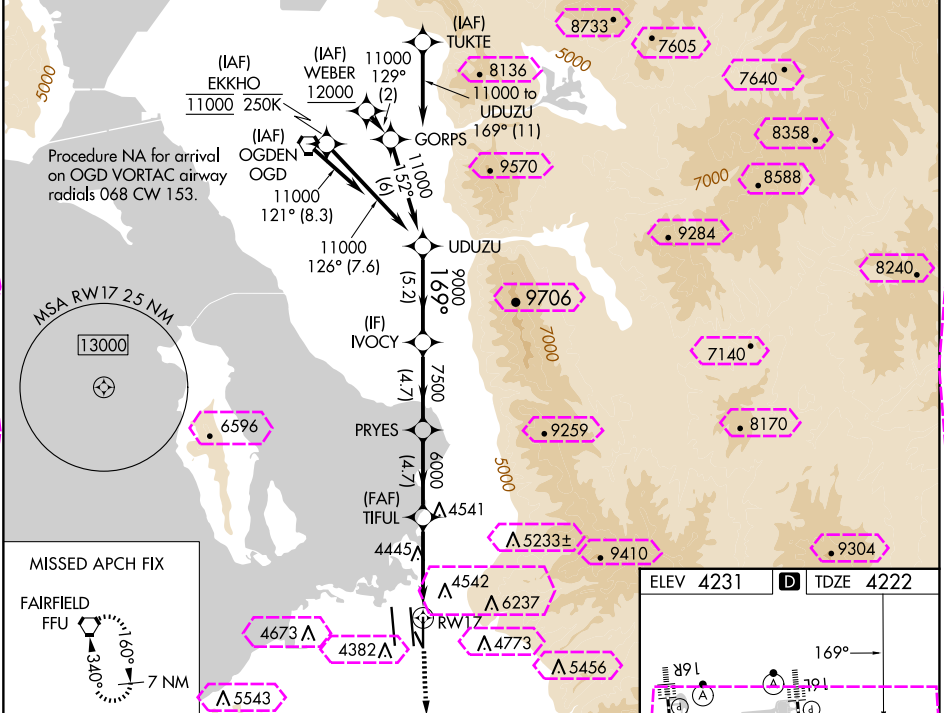 (IAF)
TUKTE
8733
7605
5000
5000
7640
8136
(IAF)
WEBER
12000
11000
129°
(2)
(IAF)
EKKHO
11000 250K
11000 to
UDUZU
169° (11)
8358
GORPS
(IAF)
OGDEN
OGD
Procedure NA for arrival
on OGD VORTAC airway
radials 068 CW 153.
9570
7000
8588
11000
152°
(6)
11000
121° (8.3)
9284
11000
126° (7.6)
UDUZU
8240
9000
169°
(5.2)
9706
MSA RW17 25 NM
13000
(IF)
IVOCY
7000
7140
7500
(4.7)
6596
PRYES
9259
8170
6000
(4.7)
5000
(FAF)
TIFUL
4541
5233±
9410
9304
4445
MISSED APCH FIX
4542
6237
ELEV 4231 D TDZE 4222
FAIRFIELD
FFU
RW17
4673
4382
4773
169°
160°
340°
7 NM
5456
5543
16R
16L
A
A
d
d